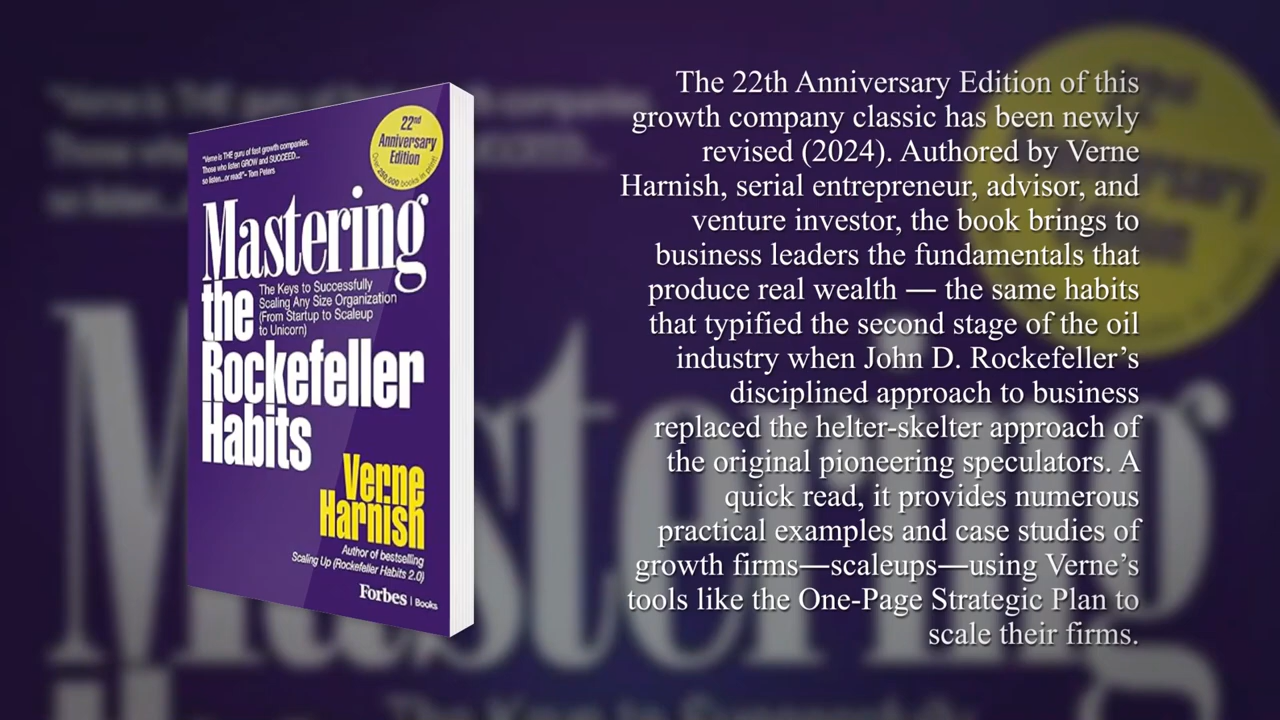 "Verne is THE guru of fast growth companies.
Those who listen GROW and SUCCEED...
so listen...or read!"- Tom Peters
22nd
Anniversary
Edition
Over 250,000 books in print!
Mastering
the
The Keys to Successfully
Scaling Any Size Organization
(From Startup to Scaleup
to Unicorn)
Rockefeller
Habits
Verne
Harnish
Author of bestselling
Scaling Up (Rockefeller Habits 2.0)
Forbes | Books
The 22th Anniversary Edition of this
growth company classic has been newly
revised (2024). Authored by Verne
Harnish, serial entrepreneur, advisor, and
venture investor, the book brings to
business leaders the fundamentals that
produce real wealth — the same habits
that typified the second stage of the oil
industry when John D. Rockefeller’s
disciplined approach to business
replaced the helter-skelter approach of
the original pioneering speculators. A
quick read, it provides numerous
practical examples and case studies of
growth firms—scaleups—using Verne’s
tools like the One-Page Strategic Plan to
scale their firms.